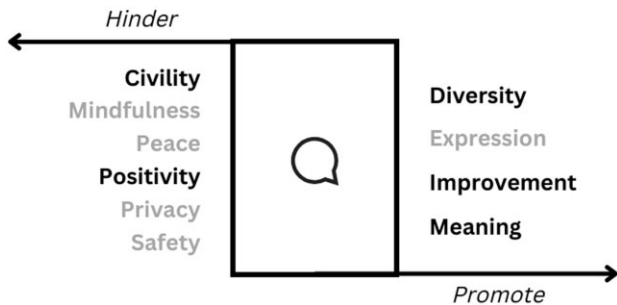 Hinder
Civility
Mindfulness
Peace
Positivity
Privacy
Safety
Diversity
Expression
Improvement
Meaning
Promote